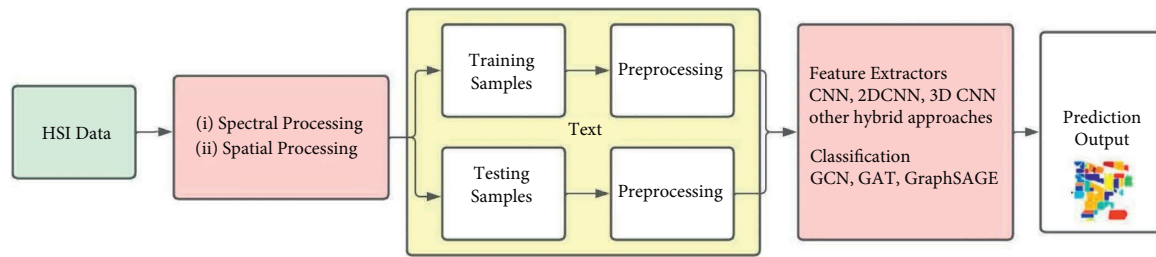 HSI Data
(i) Spectral Processing
(ii) Spatial Processing
Training
Samples
Preprocessing
Text
Testing
Samples
Preprocessing
Feature Extractors
CNN, 2DCNN, 3D CNN
other hybrid approaches
Classification
GCN, GAT, GraphSAGE
Prediction
Output